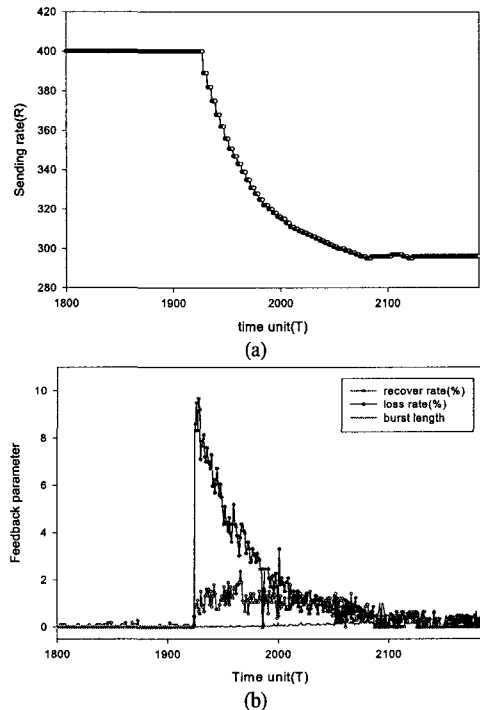 420
400
380
360
340
320
300
280
Sending rate(R)
1800 1900 2000 2100
time unit(T)
(a)
10
8
6
4
2
0
Feedback parameter
recover rate(%)
loss rate(%)
burst length
1800 1900 2000 2100
Time unit(T)
(b)